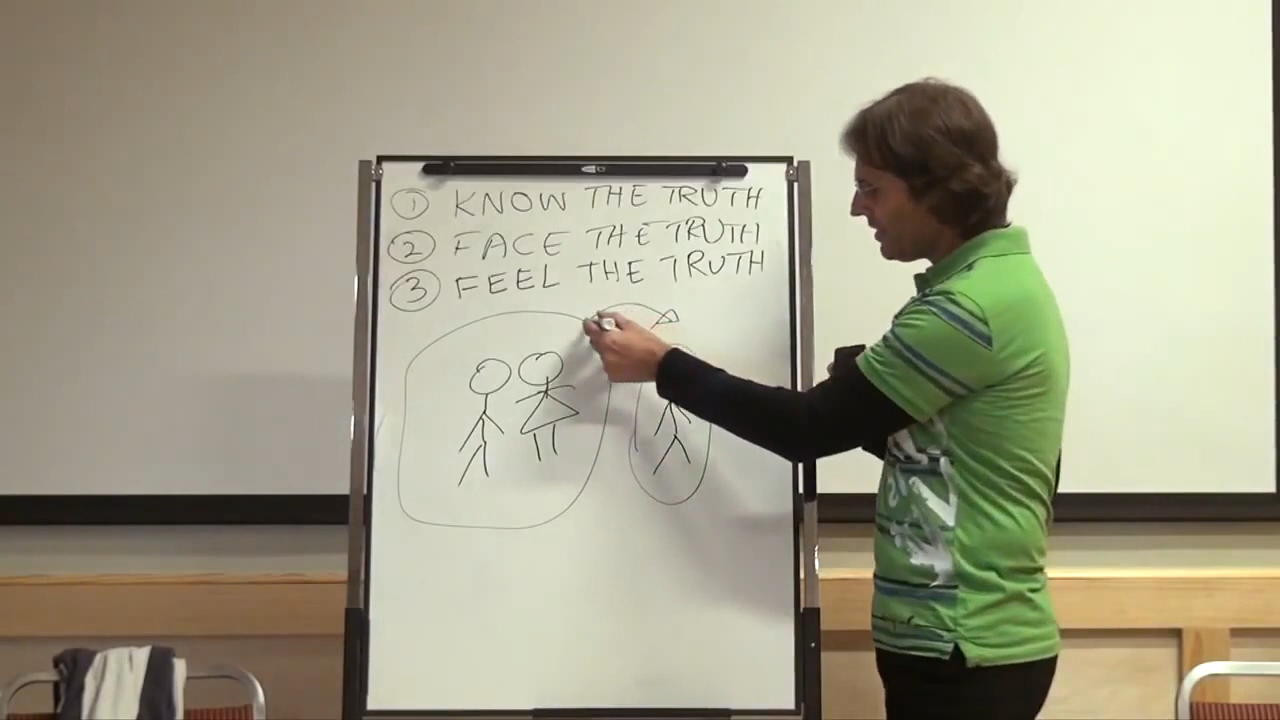 ① KNOW THE TRUTH
② FACE THE TRUTH
③ FEEL THE TRUTH